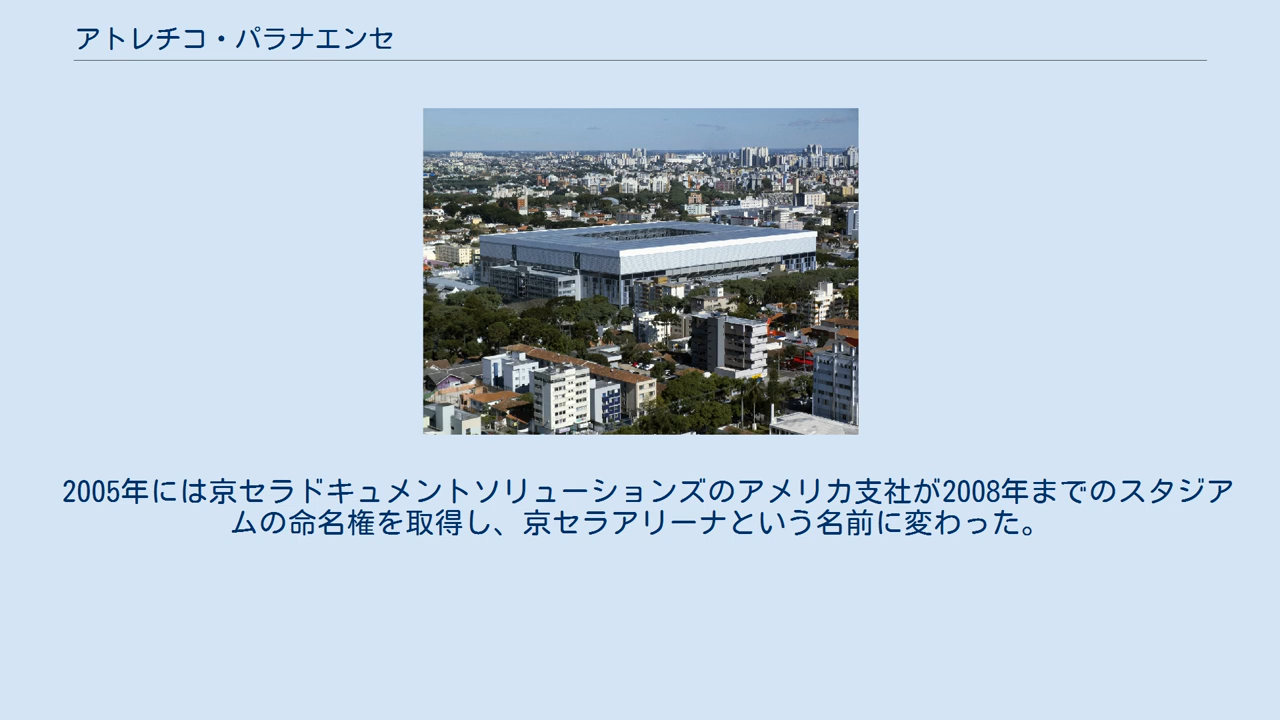 アトレチコ・パラナエンセ
2005年には京セラドキュメントソリューションズのアメリカ支社が2008年までのスタジア
ムの命名権を取得し、京セラアリーナという名前に変わった。